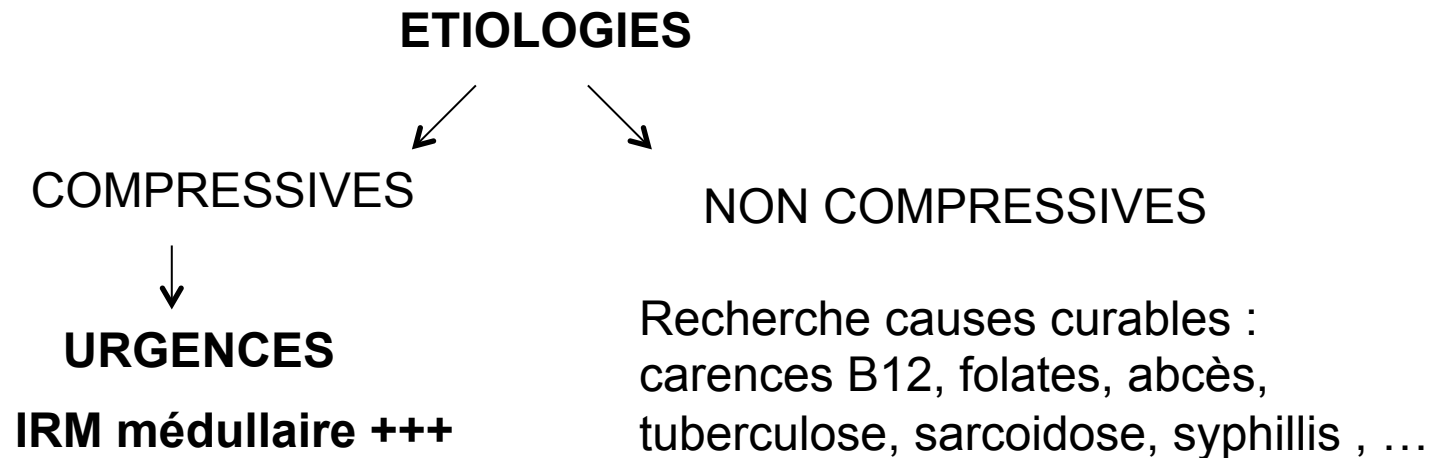 ETIOLOGIES
COMPRESSIVES
NON COMPRESSIVES
URGENCES
IRM médullaire +++
Recherche causes curables :
carences B12, folates, abcès,
tuberculose, sarcoidose, syphillis , …